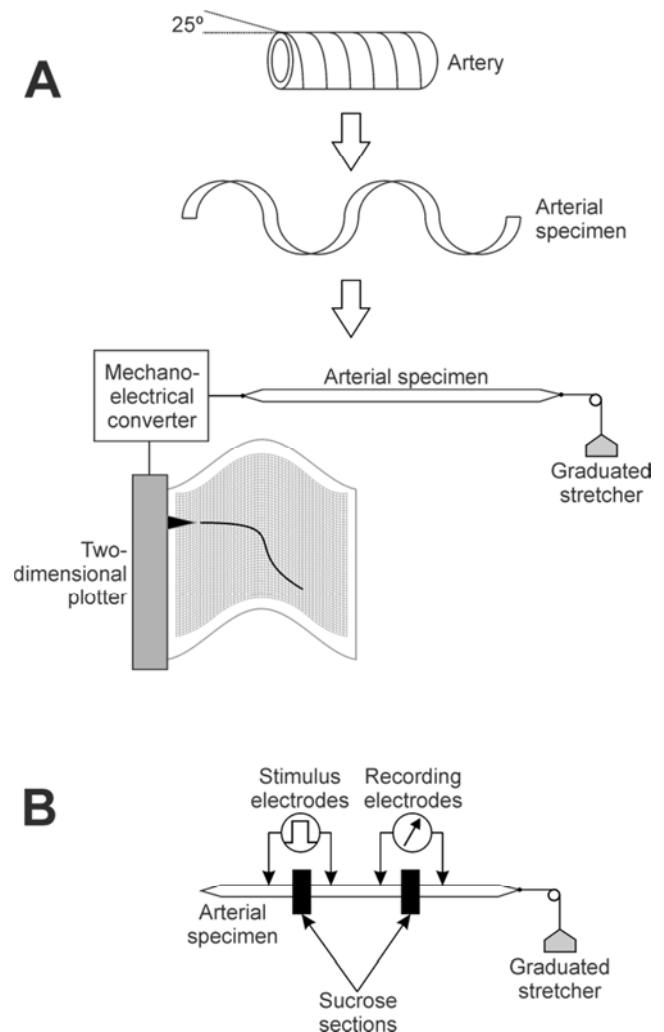 25º
A
Artery
Arterial
specimen
Mechano-
electrical
converter
Arterial specimen
Graduated
stretcher
Two-
dimensional
plotter
B
Stimulus
electrodes
Recording
electrodes
Arterial
specimen
Graduated
stretcher
Sucrose
sections